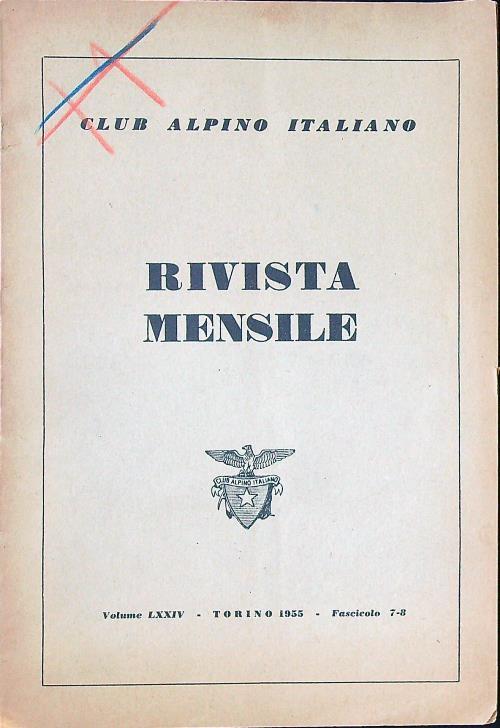 CLUB ALPINO ITALIANO
RIVISTA
MENSILE
CLUB ALPINO ITALIANO
Volume LXXIV - TORINO 1955 - Fascicolo 7-8